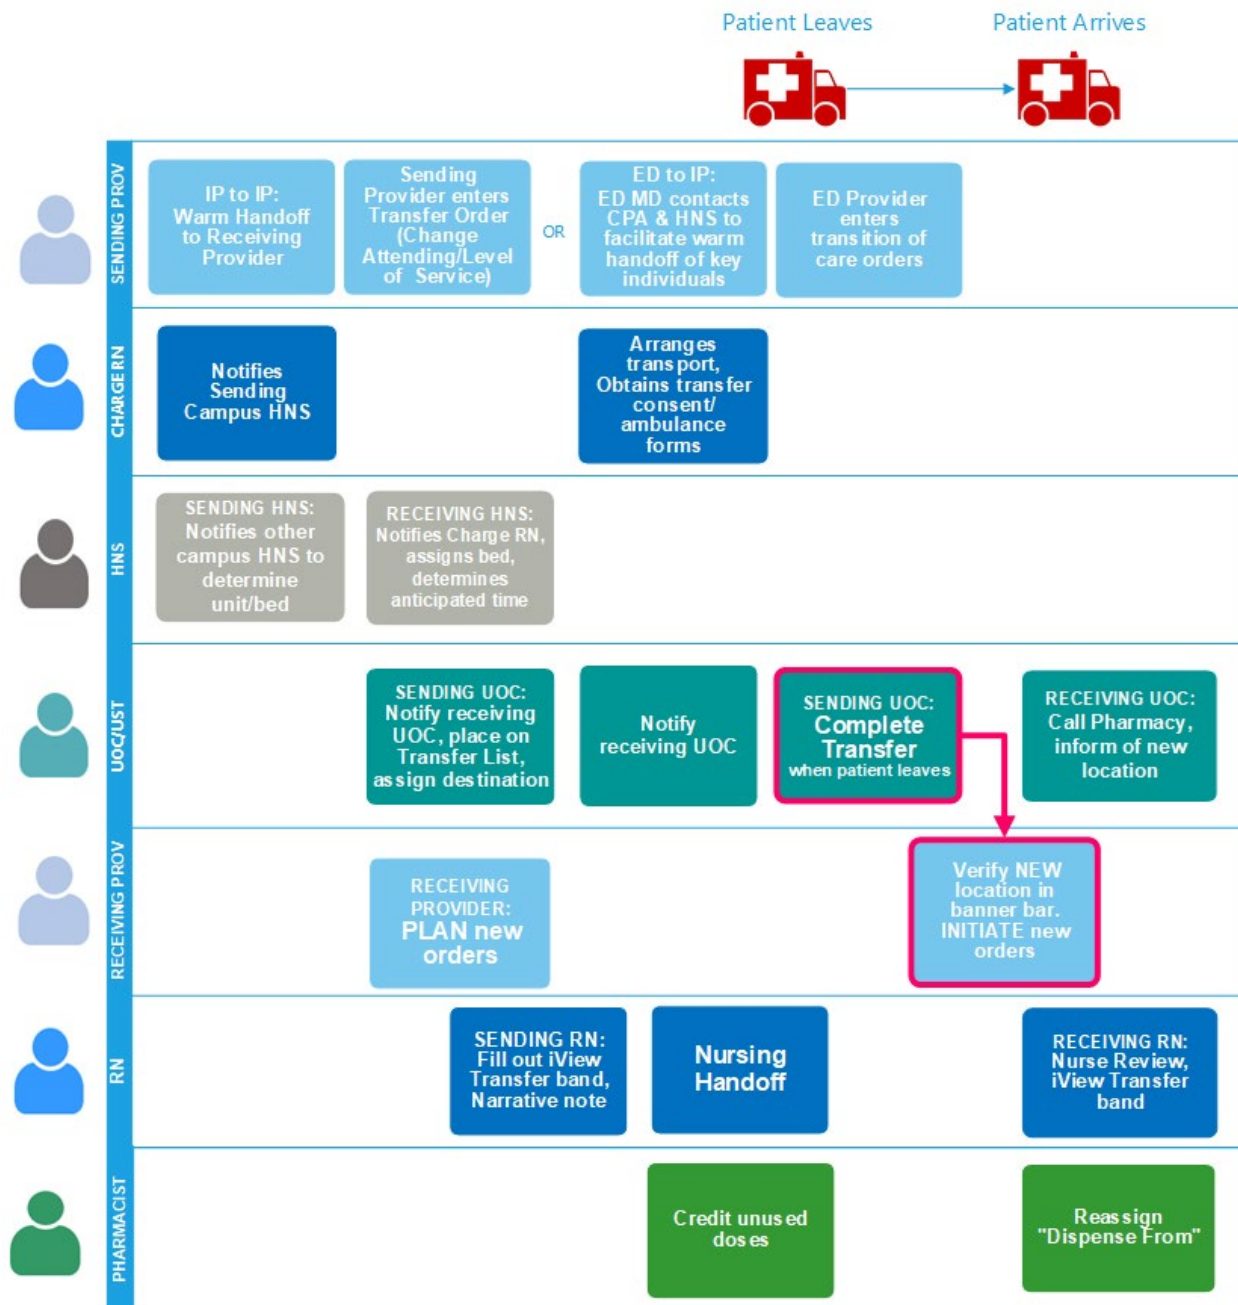 Patient Leaves
Patient Arrives
SENDING PROV
IP to IP:
Warm Handoff
to Receiving
Provider
Sending
Provider enters
Transfer Order
(Change
Attending/Level
of Service)
OR
ED to IP:
ED MD contacts
CPA & HNS to
facilitate warm
handoff of key
individuals
ED Provider
enters
transition of
care orders
CHARGERN
Notifies
Sending
Campus HNS
Arranges
transport,
Obtains transfer
consent/
ambulance
forms
HNS
SENDING HNS:
Notifies other
campus HNS to
determine
unit/bed
RECEIVING HNS:
Notifies Charge RN,
assigns bed,
determines
anticipated time
UOC/UST
SENDING UOC:
Notify receiving
UOC, place on
Transfer List,
assign destination
Notify
receiving UOC
SENDING UOC:
Complete
Transfer
when patient leaves
RECEIVING UOC:
Call Pharmacy,
inform of new
location
RECEIVING PROV
RECEIVING
PROVIDER:
PLAN new
orders
Verify NEW
location in
banner bar.
INITIATE new
orders
RN
SENDING RN:
Fill out iView
Transfer band,
Narrative note
Nursing
Handoff
RECEIVING RN:
Nurse Review,
iView Transfer
band
PHARMACIST
Credit unused
doses
Reassign
"Dispense From"